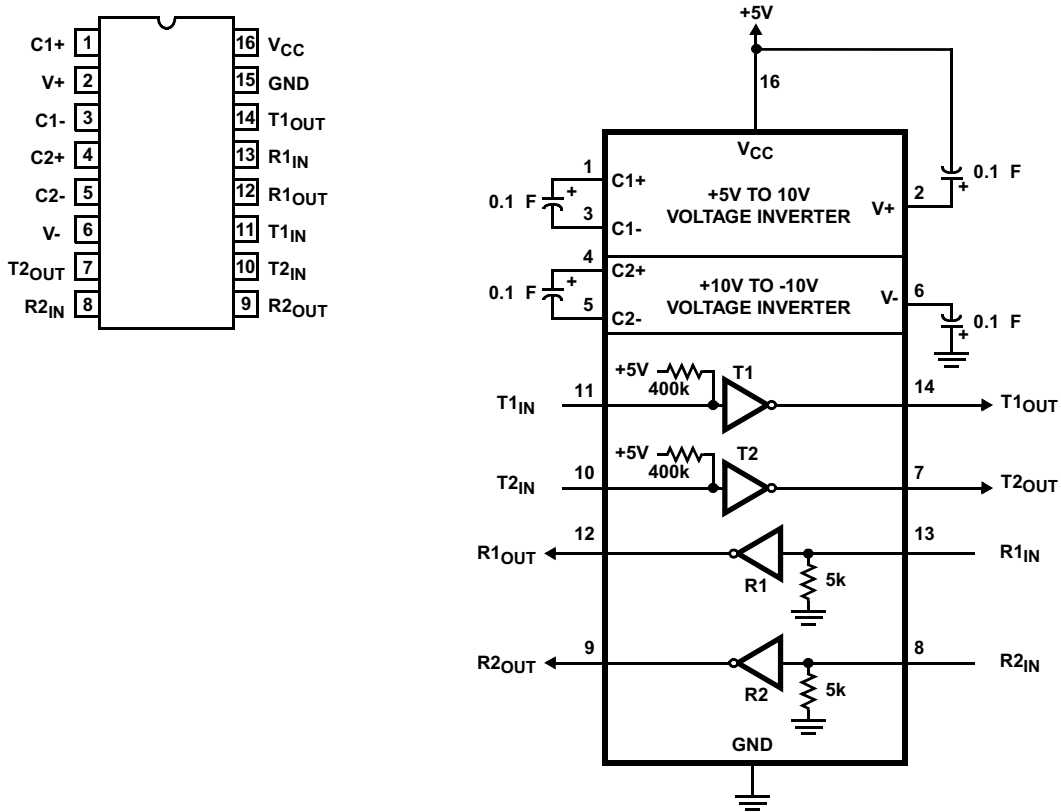 C1+ 1
V+ 2
C1- 3
C2+ 4
C2- 5
V- 6
T2OUT 7
R2IN 8
16 VCC
15 GND
14 T1OUT
13 R1IN
12 R1OUT
11 T1IN
10 T2IN
9 R2OUT
+5V
16
VCC
1
C1+
+
0.1 F
3
C1-
+5V TO 10V
VOLTAGE INVERTER
V+
2
+
0.1 F
4
C2+
+
0.1 F
5
C2-
+10V TO -10V
VOLTAGE INVERTER
V-
6
+
0.1 F
+5V
400k
T1
T1IN
11
14
T1OUT
+5V
400k
T2
T2IN
10
7
T2OUT
R1OUT
12
R1
5k
13
R1IN
R2OUT
9
R2
5k
8
R2IN
GND